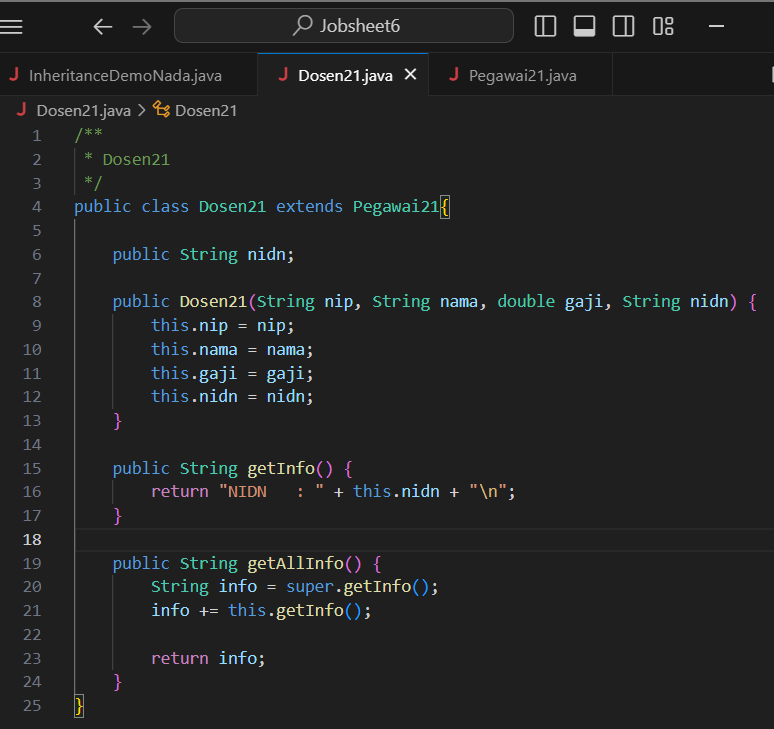 Jobsheet6
J InheritanceDemoNada.java J Dosen21.java × J Pegawai21.java
J Dosen21.java > Dosen21
1 /**
2 * Dosen21
3 */
4 public class Dosen21 extends Pegawai21{
5
6 public String nidn;
7
8 public Dosen21(String nip, String nama, double gaji, String nidn) {
9 this.nip = nip;
10 this.nama = nama;
11 this.gaji = gaji;
12 this.nidn = nidn;
13 }
14
15 public String getInfo() {
16 return "NIDN   : " + this.nidn + "\n";
17 }
18
19 public String getAllInfo() {
20 String info = super.getInfo();
21 info += this.getInfo();
22
23 return info;
24 }
25 }